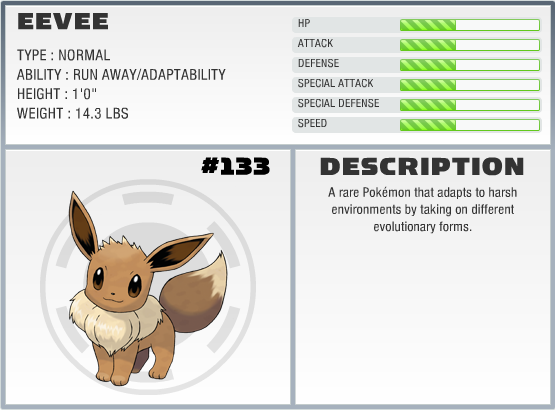 EEVEE
TYPE : NORMAL
ABILITY : RUN AWAY/ADAPTABILITY
HEIGHT : 1'0"
WEIGHT : 14.3 LBS
HP
ATTACK
DEFENSE
SPECIAL ATTACK
SPECIAL DEFENSE
SPEED
#133
DESCRIPTION
A rare Pokémon that adapts to harsh
environments by taking on different
evolutionary forms.